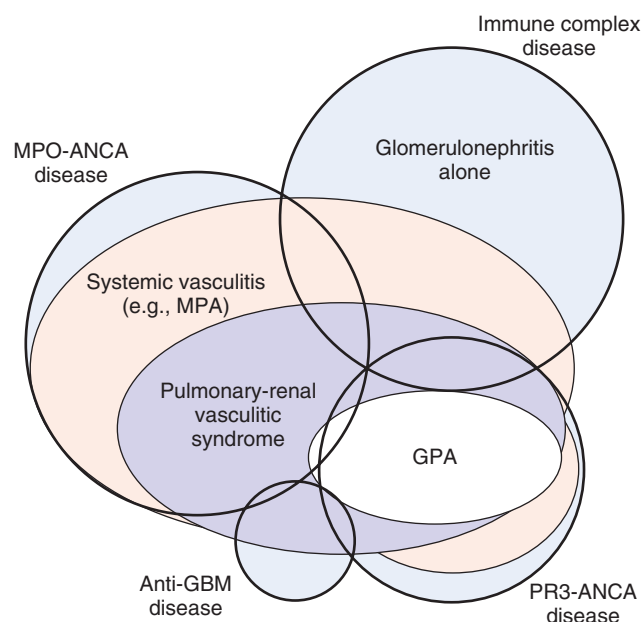 Immune complex
disease
MPO-ANCA
disease
Glomerulonephritis
alone
Systemic vasculitis
(e.g., MPA)
Pulmonary-renal
vasculitic
syndrome
GPA
Anti-GBM
disease
PR3-ANCA
disease